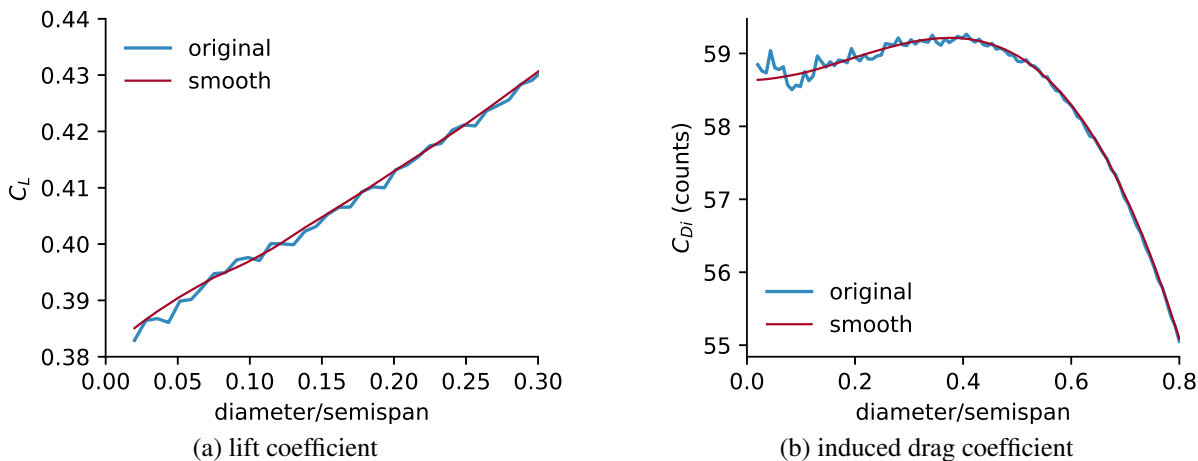 0.44
0.43
0.42
0.41
0.40
0.39
0.38
C_L
original
smooth
0.00 0.05 0.10 0.15 0.20 0.25 0.30
diameter/semispan
(a) lift coefficient
59
58
57
56
55
C_{Di} (counts)
original
smooth
0.0 0.2 0.4 0.6 0.8
diameter/semispan
(b) induced drag coefficient